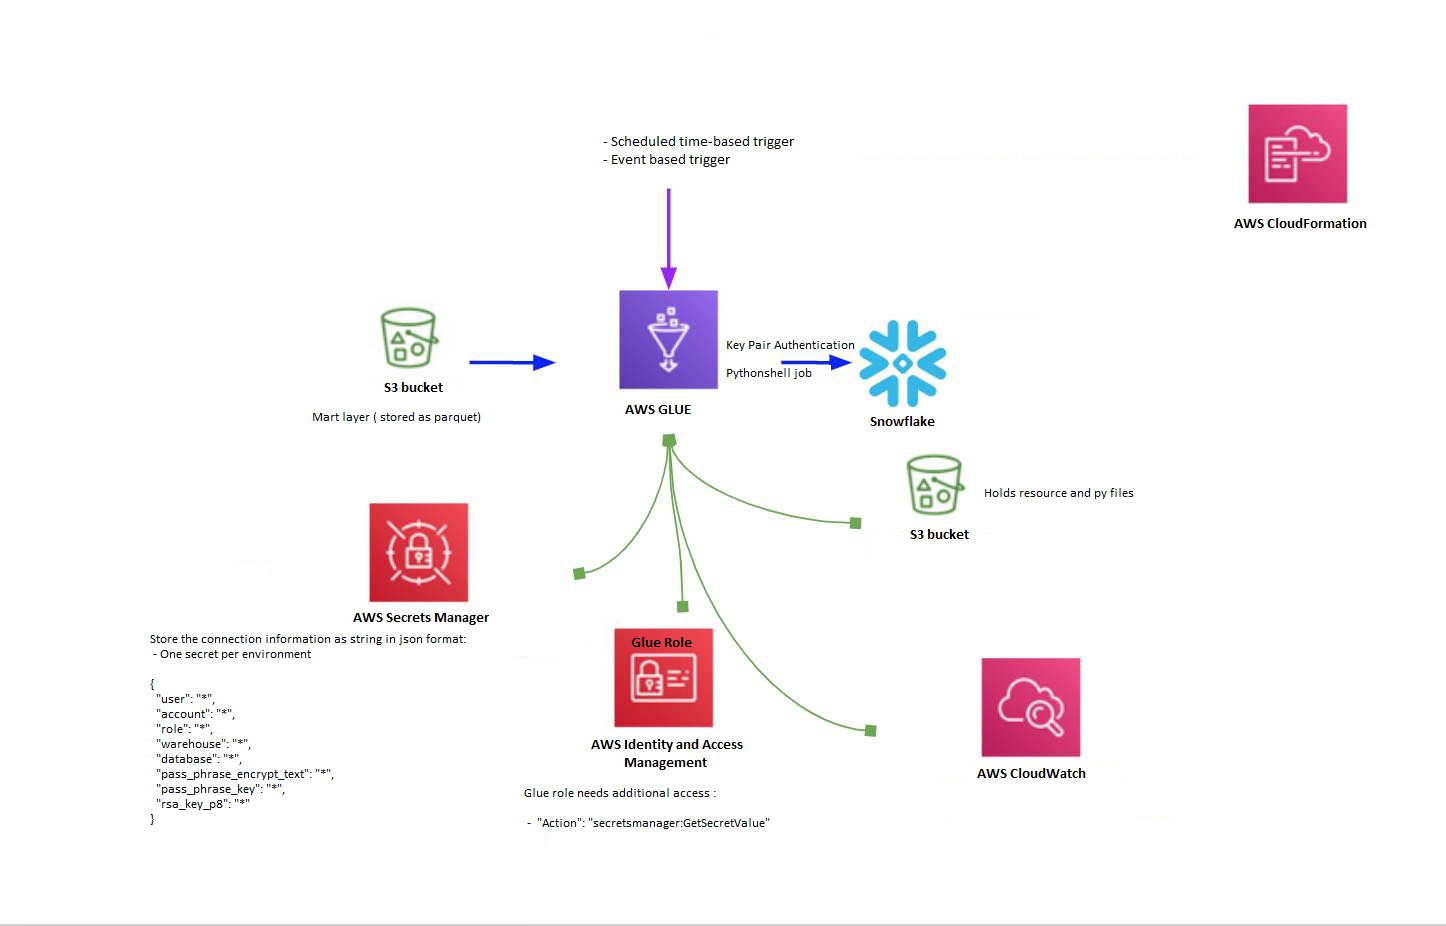 - Scheduled time-based trigger
- Event based trigger
AWS CloudFormation
Key Pair Authentication
Pythonshell job
S3 bucket
Mart layer ( stored as parquet)
AWS GLUE
Snowflake
S3 bucket
Holds resource and py files
AWS Secrets Manager
Store the connection information as string in json format:
- One secret per environment
{
"user": "*",
"account": "*",
"role": "*",
"warehouse": "*",
"database": "*",
"pass_phrase_encrypt_text": "*",
"pass_phrase_key": "*",
"rsa_key_p8": "*"
}
Glue Role
AWS Identity and Access
Management
Glue role needs additional access :
- "Action": "secretsmanager:GetSecretValue"
AWS CloudWatch